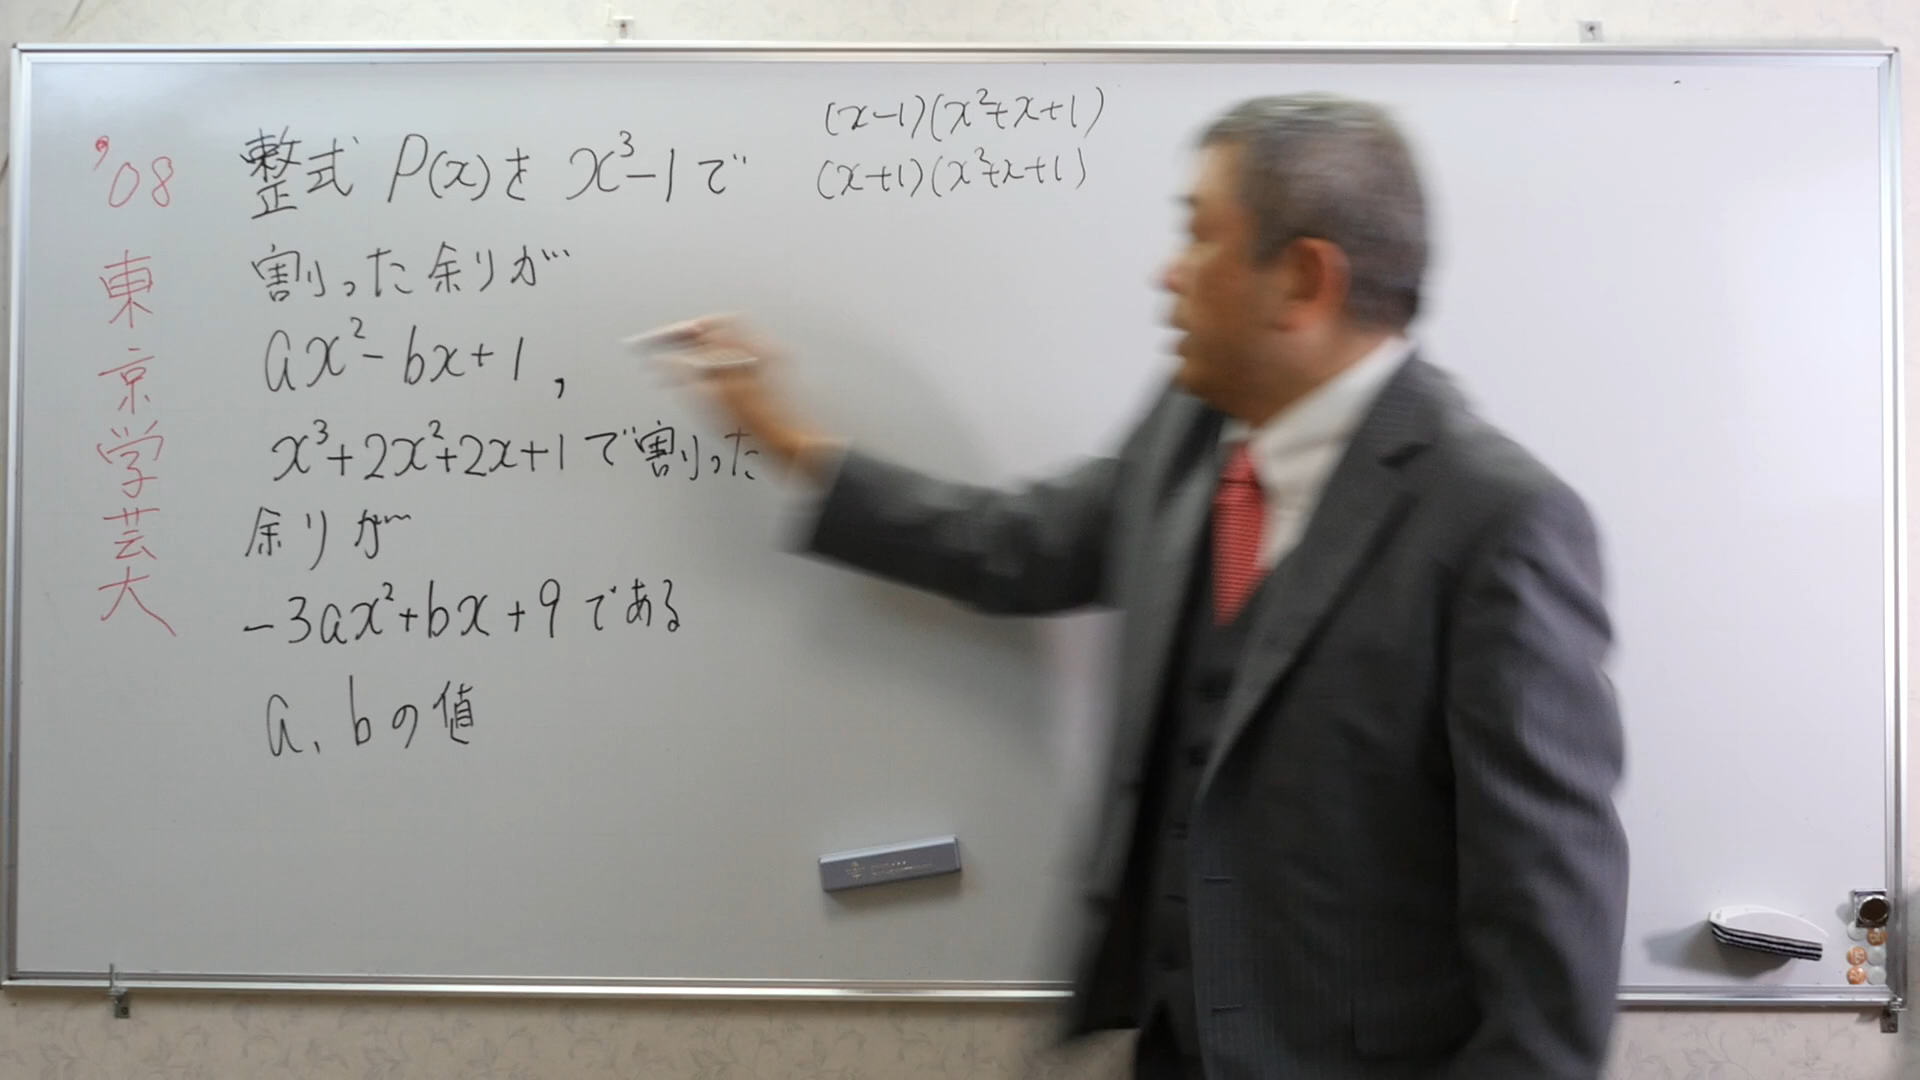 '08 東京学芸大
整式 P(x)を x³-1で
割った余りが
ax²-bx+1,
x³+2x²+2x+1で割った
余りが
-3ax²+bx+9である
a、bの値
(x-1)(x²+x+1)
(x+1)(x²+x+1)